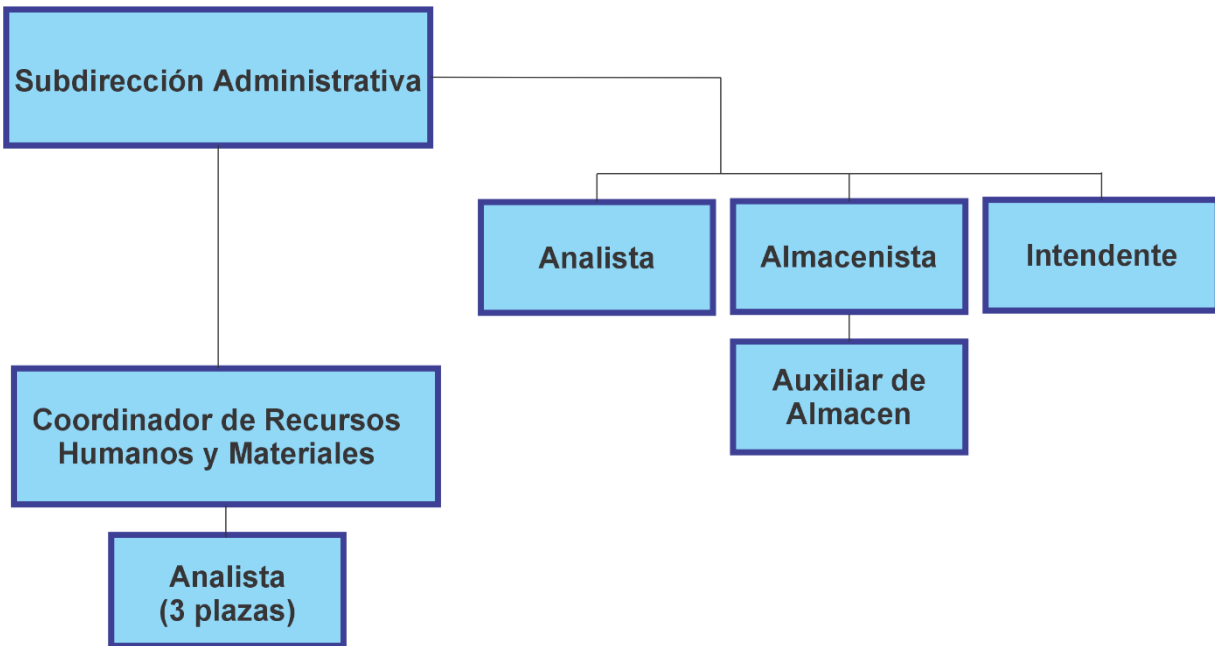 Subdirección Administrativa
Analista
Almacenista
Intendente
Auxiliar de
Almacen
Coordinador de Recursos
Humanos y Materiales
Analista
(3 plazas)